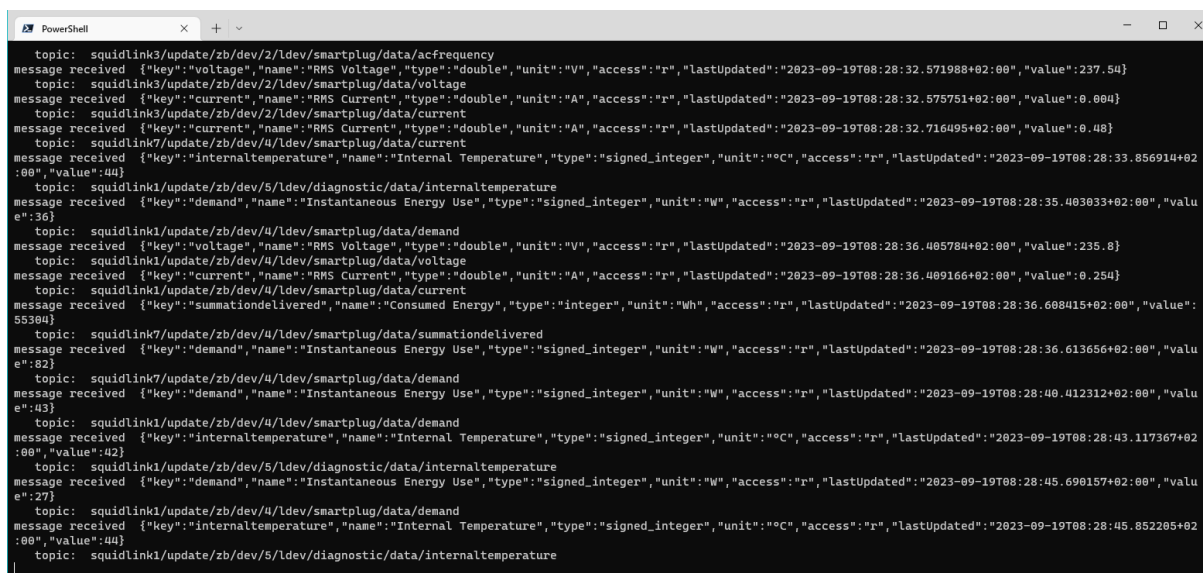 PowerShell
topic: squidlink3/update/zb/dev/2/ldev/smartplug/data/acfrequency
message received {"key":"voltage","name":"RMS Voltage","type":"double","unit":"V","access":"r","lastUpdated":"2023-09-19T08:28:32.571988+02:00","value":237.54}
topic: squidlink3/update/zb/dev/2/ldev/smartplug/data/voltage
message received {"key":"current","name":"RMS Current","type":"double","unit":"A","access":"r","lastUpdated":"2023-09-19T08:28:32.575751+02:00","value":0.004}
topic: squidlink3/update/zb/dev/2/ldev/smartplug/data/current
message received {"key":"current","name":"RMS Current","type":"double","unit":"A","access":"r","lastUpdated":"2023-09-19T08:28:32.716495+02:00","value":0.48}
topic: squidlink7/update/zb/dev/4/ldev/smartplug/data/current
message received {"key":"internaltemperature","name":"Internal Temperature","type":"signed_integer","unit":"ºC","access":"r","lastUpdated":"2023-09-19T08:28:33.856914+02
:00","value":44}
topic: squidlink1/update/zb/dev/5/ldev/diagnostic/data/internaltemperature
message received {"key":"demand","name":"Instantaneous Energy Use","type":"signed_integer","unit":"W","access":"r","lastUpdated":"2023-09-19T08:28:35.403033+02:00","valu
e":36}
topic: squidlink1/update/zb/dev/4/ldev/smartplug/data/demand
message received {"key":"voltage","name":"RMS Voltage","type":"double","unit":"V","access":"r","lastUpdated":"2023-09-19T08:28:36.405784+02:00","value":235.8}
topic: squidlink1/update/zb/dev/4/ldev/smartplug/data/voltage
message received {"key":"current","name":"RMS Current","type":"double","unit":"A","access":"r","lastUpdated":"2023-09-19T08:28:36.409166+02:00","value":0.254}
topic: squidlink1/update/zb/dev/4/ldev/smartplug/data/current
message received {"key":"summationdelivered","name":"Consumed Energy","type":"integer","unit":"Wh","access":"r","lastUpdated":"2023-09-19T08:28:36.608415+02:00","value":
55304}
topic: squidlink7/update/zb/dev/4/ldev/smartplug/data/summationdelivered
message received {"key":"demand","name":"Instantaneous Energy Use","type":"signed_integer","unit":"W","access":"r","lastUpdated":"2023-09-19T08:28:36.613656+02:00","valu
e":82}
topic: squidlink7/update/zb/dev/4/ldev/smartplug/data/demand
message received {"key":"demand","name":"Instantaneous Energy Use","type":"signed_integer","unit":"W","access":"r","lastUpdated":"2023-09-19T08:28:40.412312+02:00","valu
e":43}
topic: squidlink1/update/zb/dev/4/ldev/smartplug/data/demand
message received {"key":"internaltemperature","name":"Internal Temperature","type":"signed_integer","unit":"ºC","access":"r","lastUpdated":"2023-09-19T08:28:43.117367+02
:00","value":42}
topic: squidlink1/update/zb/dev/5/ldev/diagnostic/data/internaltemperature
message received {"key":"demand","name":"Instantaneous Energy Use","type":"signed_integer","unit":"W","access":"r","lastUpdated":"2023-09-19T08:28:45.690157+02:00","valu
e":27}
topic: squidlink1/update/zb/dev/4/ldev/smartplug/data/demand
message received {"key":"internaltemperature","name":"Internal Temperature","type":"signed_integer","unit":"ºC","access":"r","lastUpdated":"2023-09-19T08:28:45.852205+02
:00","value":44}
topic: squidlink1/update/zb/dev/5/ldev/diagnostic/data/internaltemperature